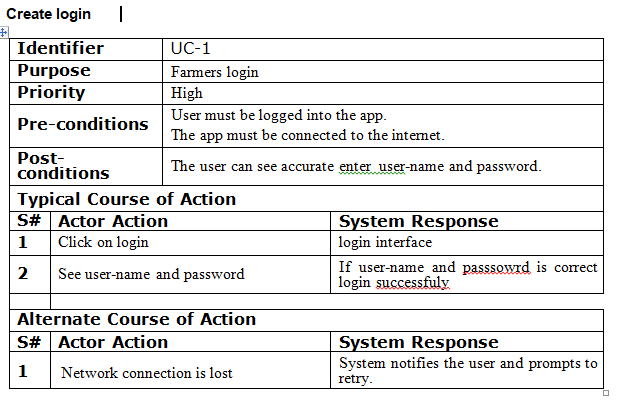 Create login
Identifier UC-1
Purpose Farmers login
Priority High
Pre-conditions User must be logged into the app.
The app must be connected to the internet.
Post-
conditions The user can see accurate enter user-name and password.
Typical Course of Action
S# Actor Action System Response
1 Click on login login interface
2 See user-name and password If user-name and passsowrd is correct
login successfuly
Alternate Course of Action
S# Actor Action System Response
1 Network connection is lost System notifies the user and prompts to
retry.